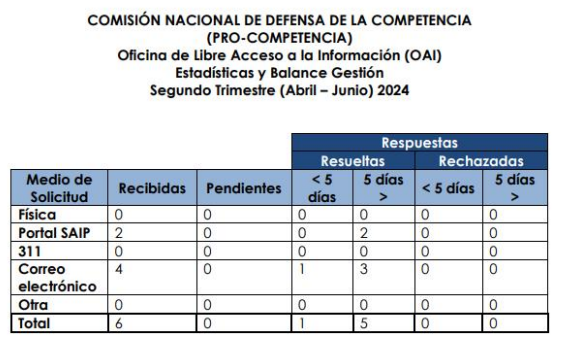 COMISIÓN NACIONAL DE DEFENSA DE LA COMPETENCIA
(PRO-COMPETENCIA)
Oficina de Libre Acceso a la Información (OAI)
Estadísticas y Balance Gestión
Segundo Trimestre (Abril – Junio) 2024
Respuestas
Resueltas Rechazadas
Medio de Solicitud Recibidas Pendientes < 5 días 5 días > < 5 días 5 días >
Física 0 0 0 0 0 0
Portal SAIP 2 0 0 2 0 0
311 0 0 0 0 0 0
Correo electrónico 4 0 1 3 0 0
Otra 0 0 0 0 0 0
Total 6 0 1 5 0 0